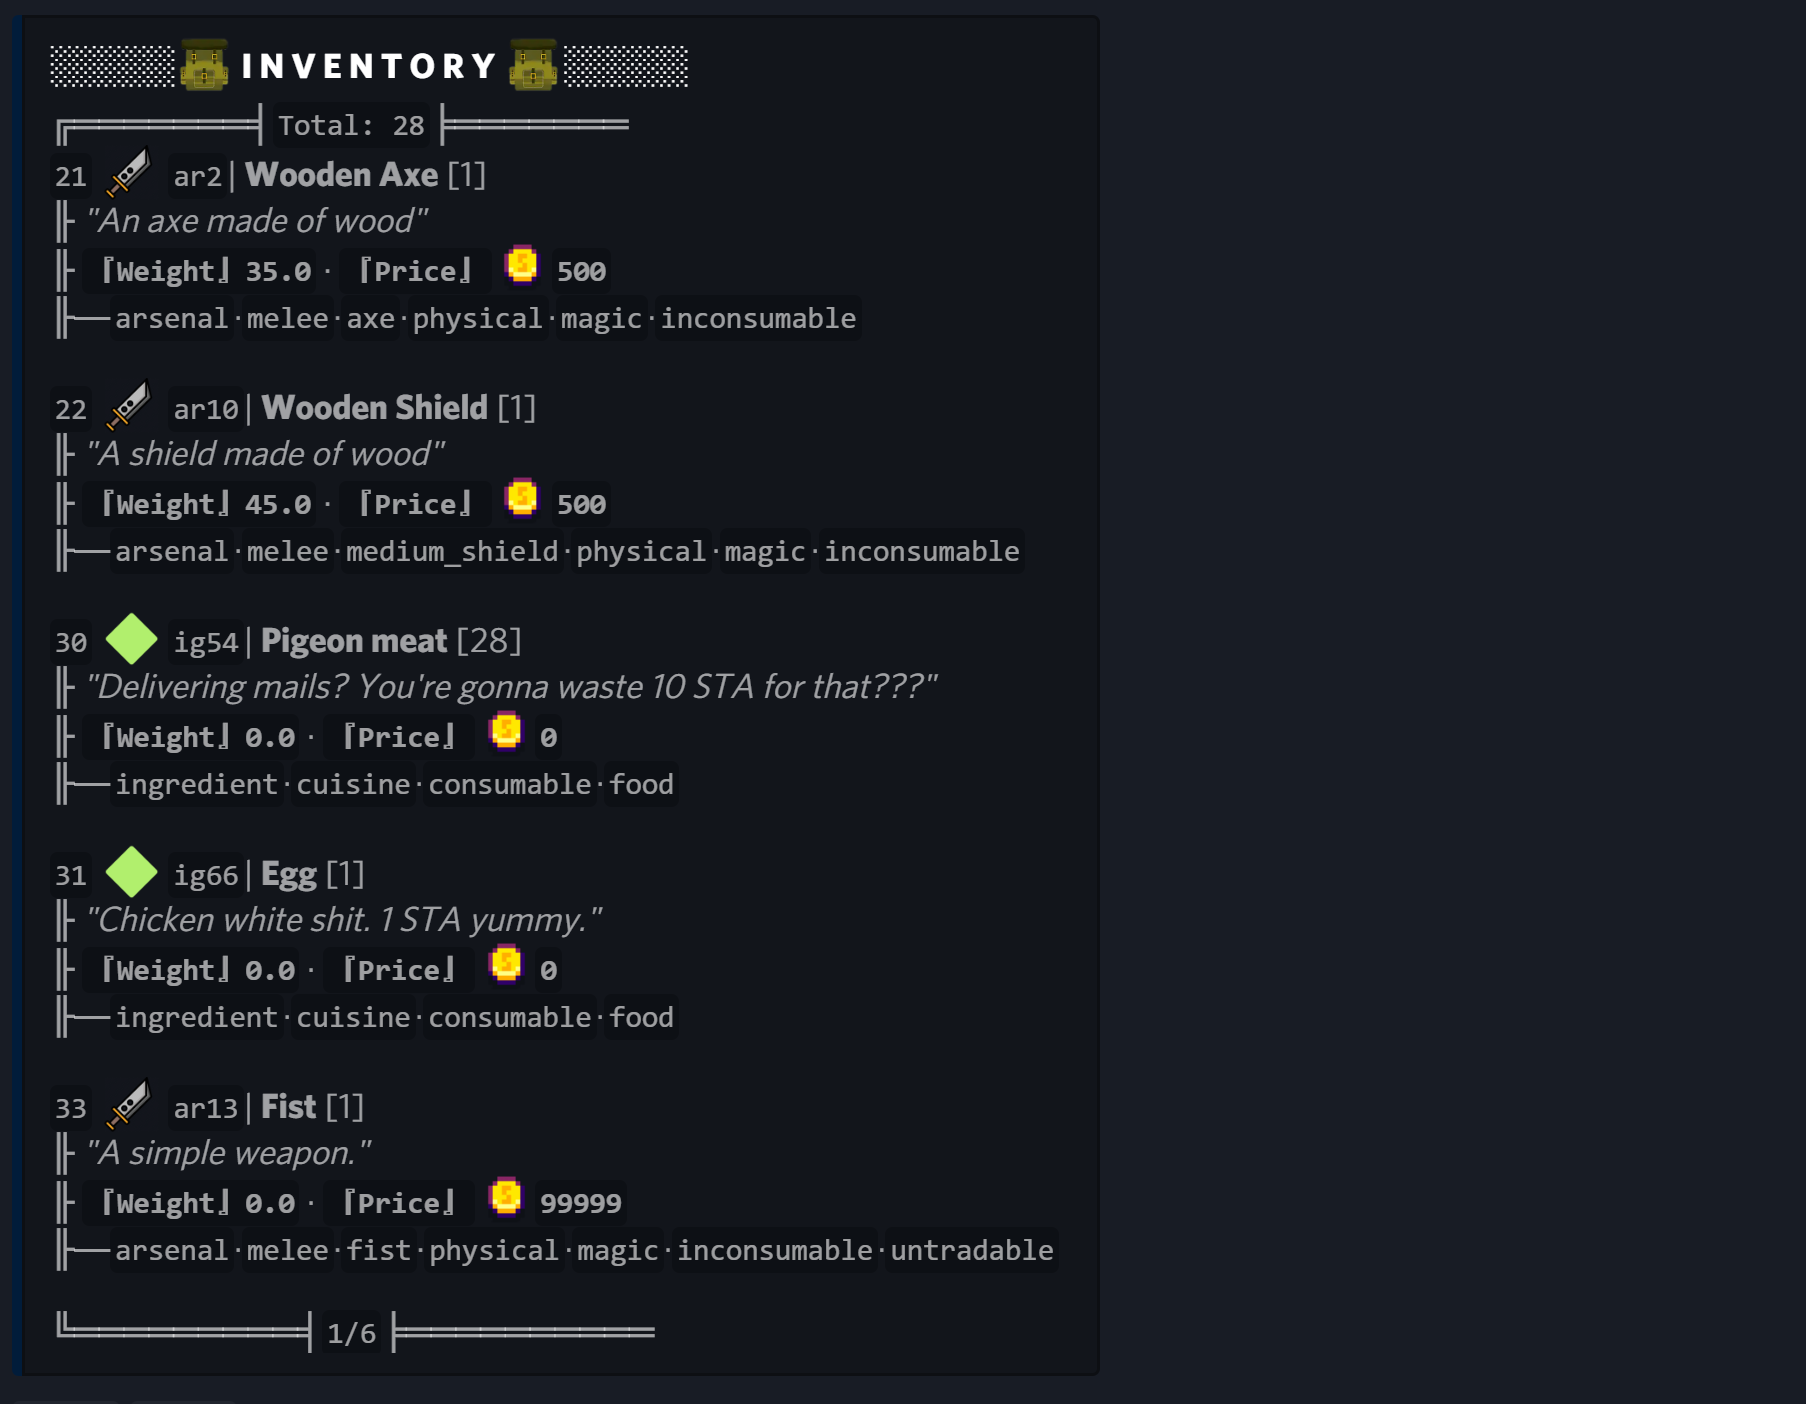 INVENTORY
Total: 28
21 ar2| Wooden Axe [1]
"An axe made of wood"
『Weight』35.0 · 『Price』 500
arsenal·melee·axe·physical·magic·inconsumable
22 ar10| Wooden Shield [1]
"A shield made of wood"
『Weight』45.0 · 『Price』 500
arsenal·melee·medium_shield·physical·magic·inconsumable
30 ig54| Pigeon meat [28]
"Delivering mails? You're gonna waste 10 STA for that???"
『Weight』0.0 · 『Price』 0
ingredient·cuisine·consumable·food
31 ig66| Egg [1]
"Chicken white shit. 1 STA yummy."
『Weight』0.0 · 『Price』 0
ingredient·cuisine·consumable·food
33 ar13| Fist [1]
"A simple weapon."
『Weight』0.0 · 『Price』 99999
arsenal·melee·fist·physical·magic·inconsumable·untradable
1/6